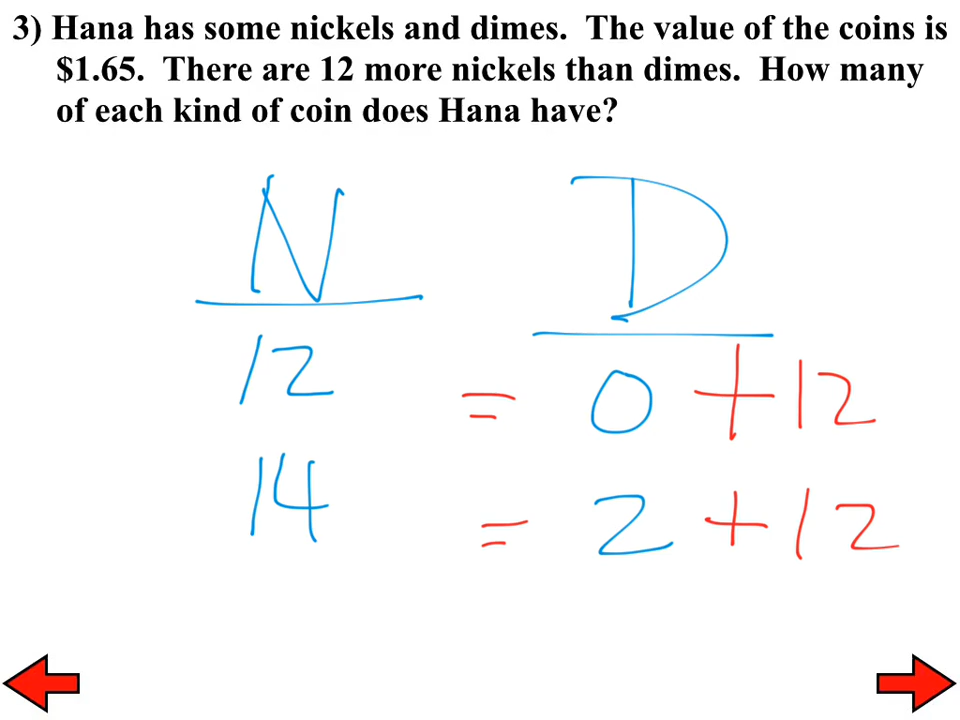 3) Hana has some nickels and dimes. The value of the coins is
$1.65. There are 12 more nickels than dimes. How many
of each kind of coin does Hana have?
N D
12 = 0 + 12
14 = 2 + 12